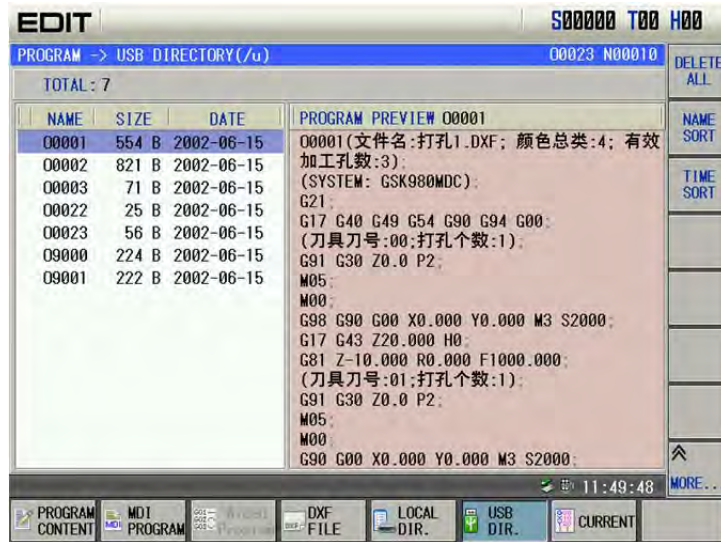 EDIT
S00000 T00 H00
PROGRAM -> USB DIRECTORY(/u)
O0023 N00010
TOTAL:7
NAME SIZE DATE
O0001 554 B 2002-06-15
O0002 821 B 2002-06-15
O0003 71 B 2002-06-15
O0022 25 B 2002-06-15
O0023 56 B 2002-06-15
O9000 224 B 2002-06-15
O9001 222 B 2002-06-15
PROGRAM PREVIEW O0001
O0001(文件名:打孔1.DXF; 颜色总类:4; 有效
加工孔数:3);
(SYSTEM: GSK980MDC);
G21;
G17 G40 G49 G54 G90 G94 G00;
(刀具刀号:00;打孔个数:1);
G91 G30 Z0.0 P2;
M05;
M00;
G98 G90 G00 X0.000 Y0.000 M3 S2000;
G17 G43 Z20.000 H0;
G81 Z-10.000 R0.000 F1000.000;
(刀具刀号:01;打孔个数:1);
G91 G30 Z0.0 P2;
M05;
M00;
G90 G00 X0.000 Y0.000 M3 S2000;
DELETE
ALL
NAME
SORT
TIME
SORT
MORE..
11:49:48
PROGRAM
CONTENT
MDI
PROGRAM
DXF
FILE
LOCAL
DIR.
USB
DIR.
CURRENT